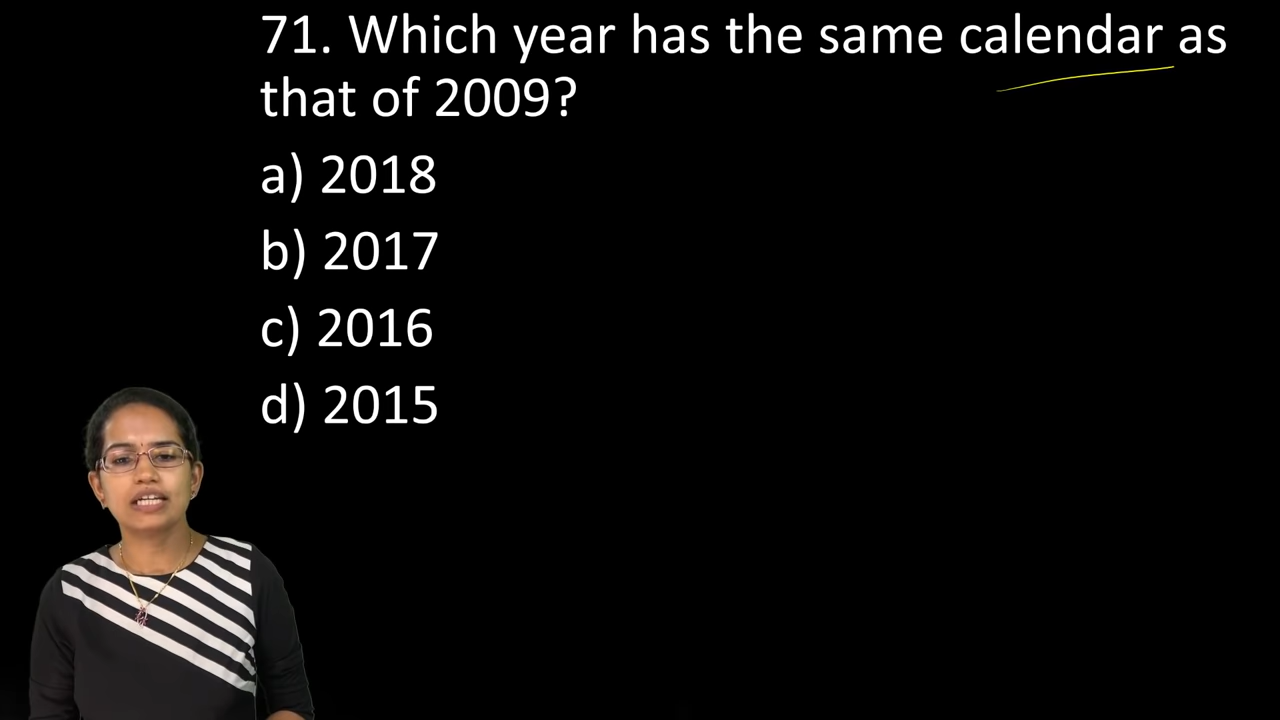 71. Which year has the same calendar as
that of 2009?
a) 2018
b) 2017
c) 2016
d) 2015